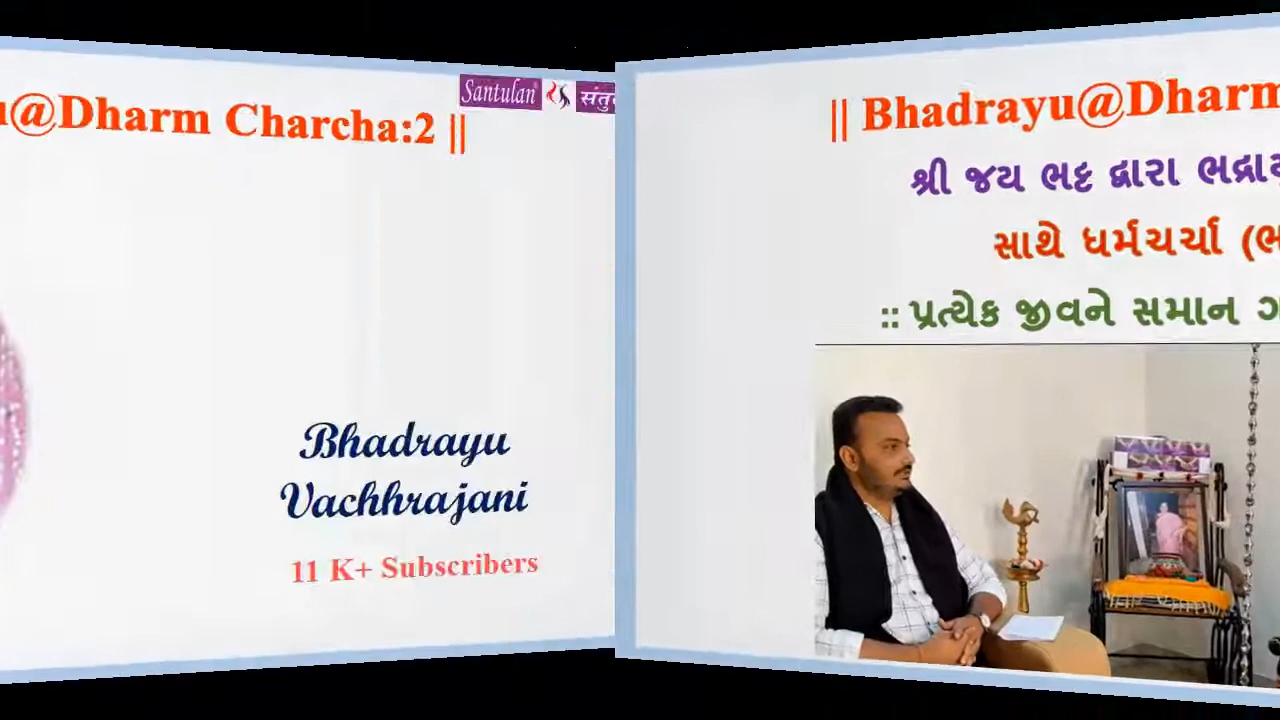 Santulan
u@Dharm Charcha:2 ||
Bhadrayu
Vachhrajani
11 K+ Subscribers
|| Bhadrayu@Dharm
શ્રી જય ભટ્ટ દ્વારા
સાથે ધર્મચર્ચા
:: પ્રત્યેક જીવને સમાન